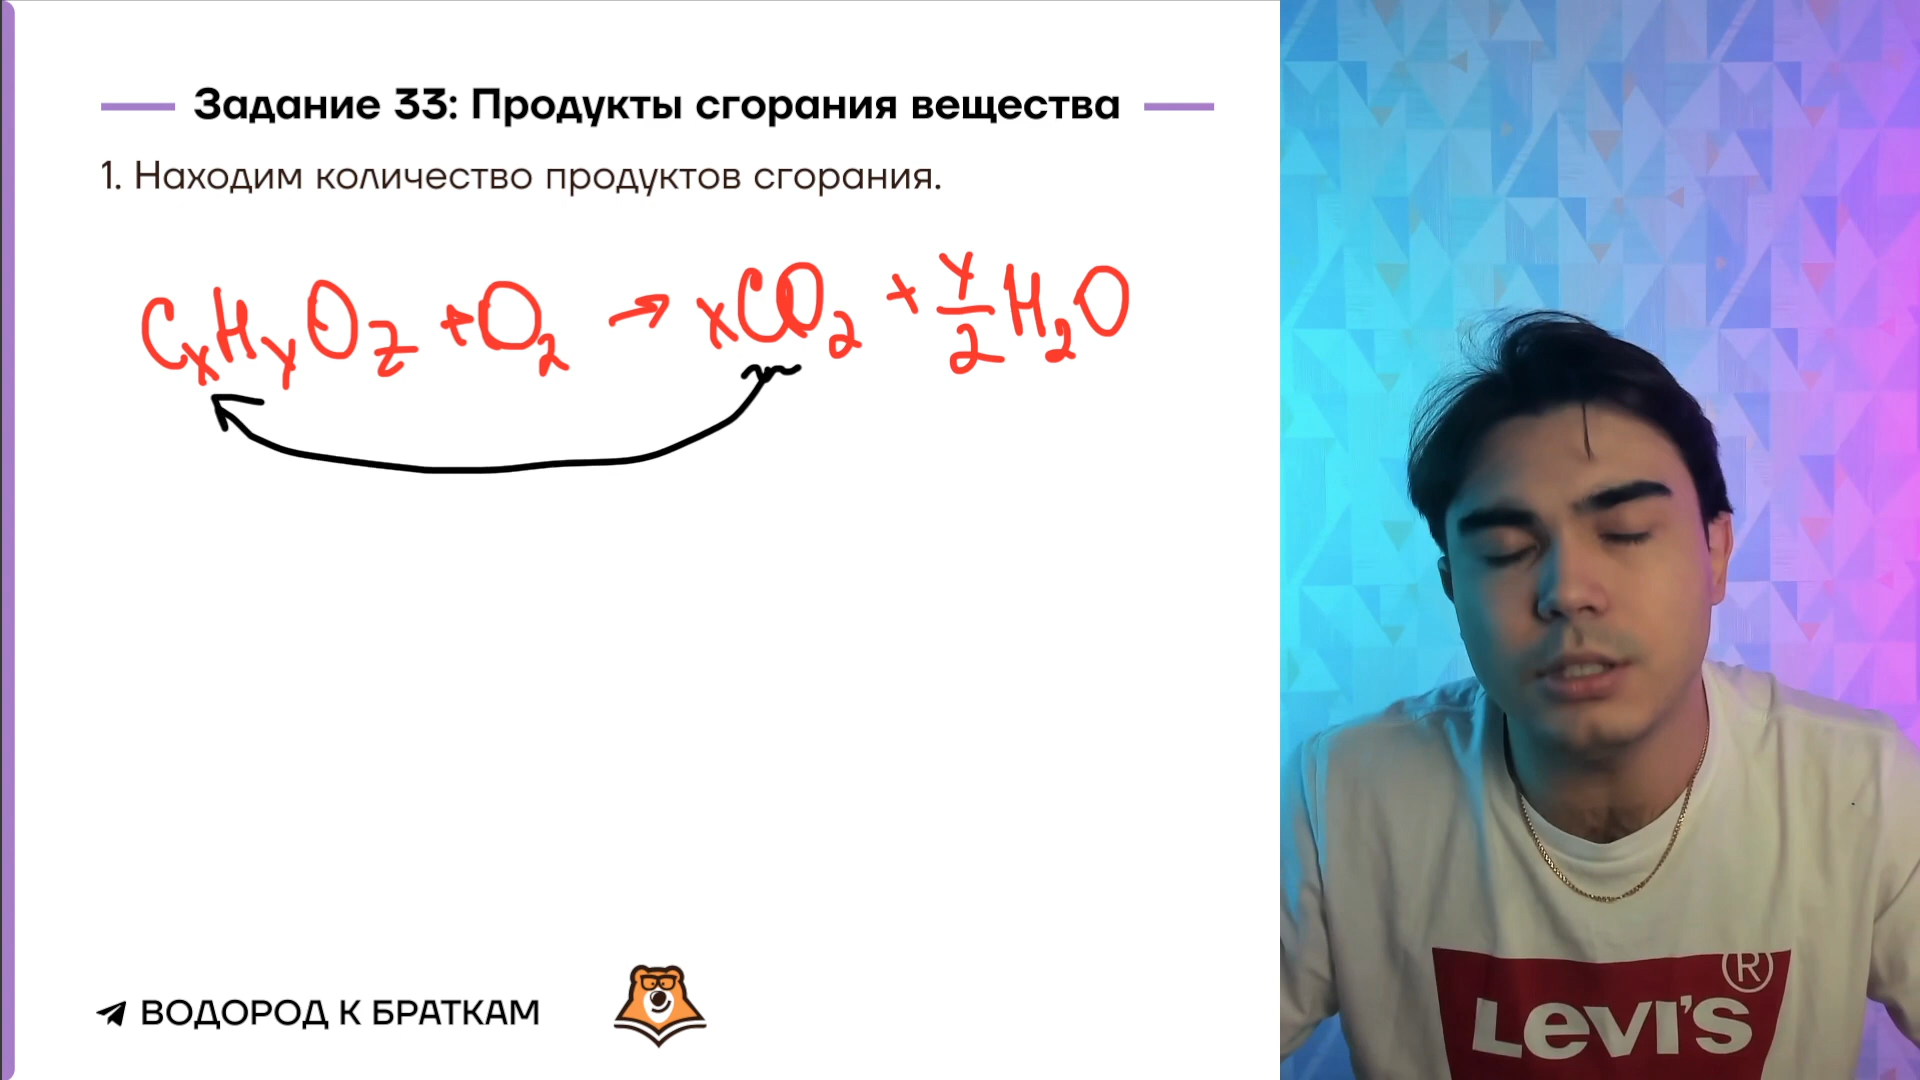 Задание 33: Продукты сгорания вещества
1. Находим количество продуктов сгорания.
CxHyOz + O2 → xCO2 + y/2 H2O
ВОДОРОД К БРАТКАМ
LEVI'S ®